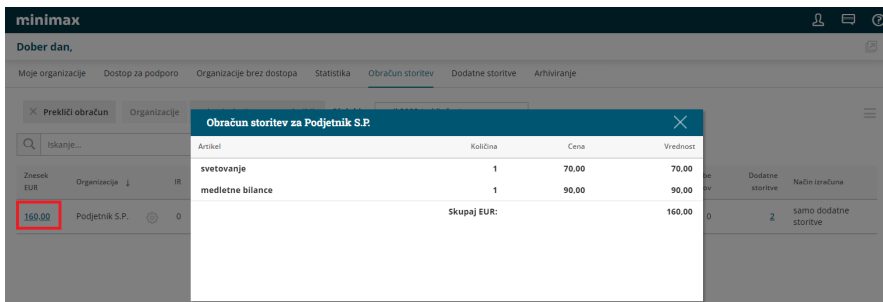 minimax
Dober dan,
Moje organizacije Dostop za podporo Organizacije brez dostopa Statistika Obračun storitev Dodatne storitve Arhiviranje
Prekliči obračun Organizacije
Obračun storitev za Podjetnik S.P.
Iskanje...
Artikel Količina Cena Vrednost
svetovanje 1 70,00 70,00
medletne bilance 1 90,00 90,00
Skupaj EUR: 160,00
Znesek EUR Organizacija ↓ IR Dodatne storitve Način izračuna
160,00 Podjetnik S.P. 0 0 2 samo dodatne storitve